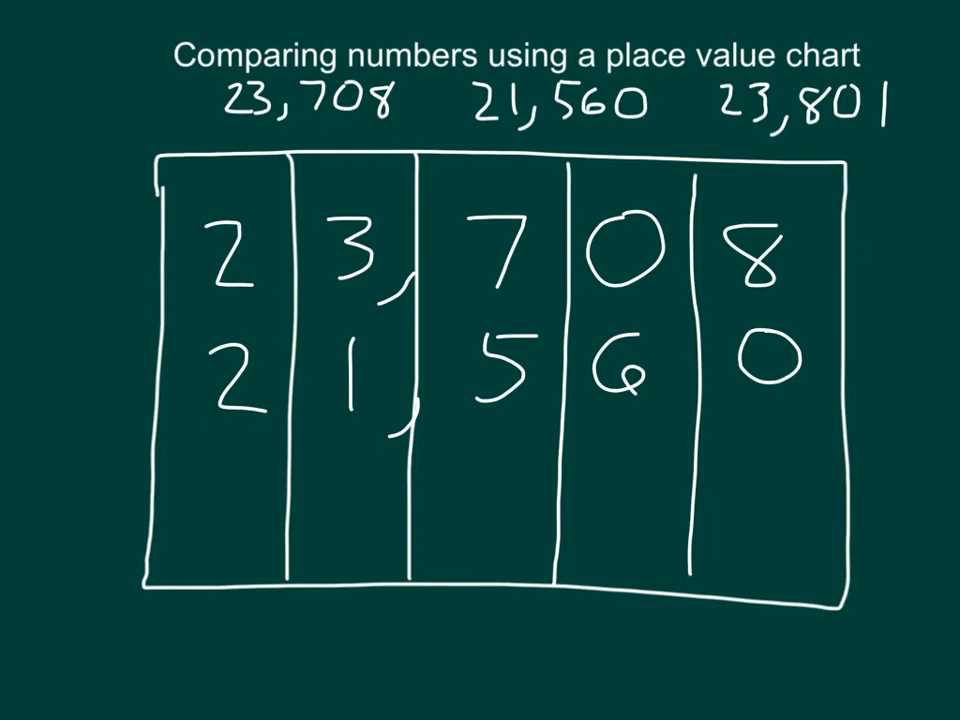 Comparing numbers using a place value chart
23,708 21,560 23,801
2 3, 7 0 8
2 1, 5 6 0